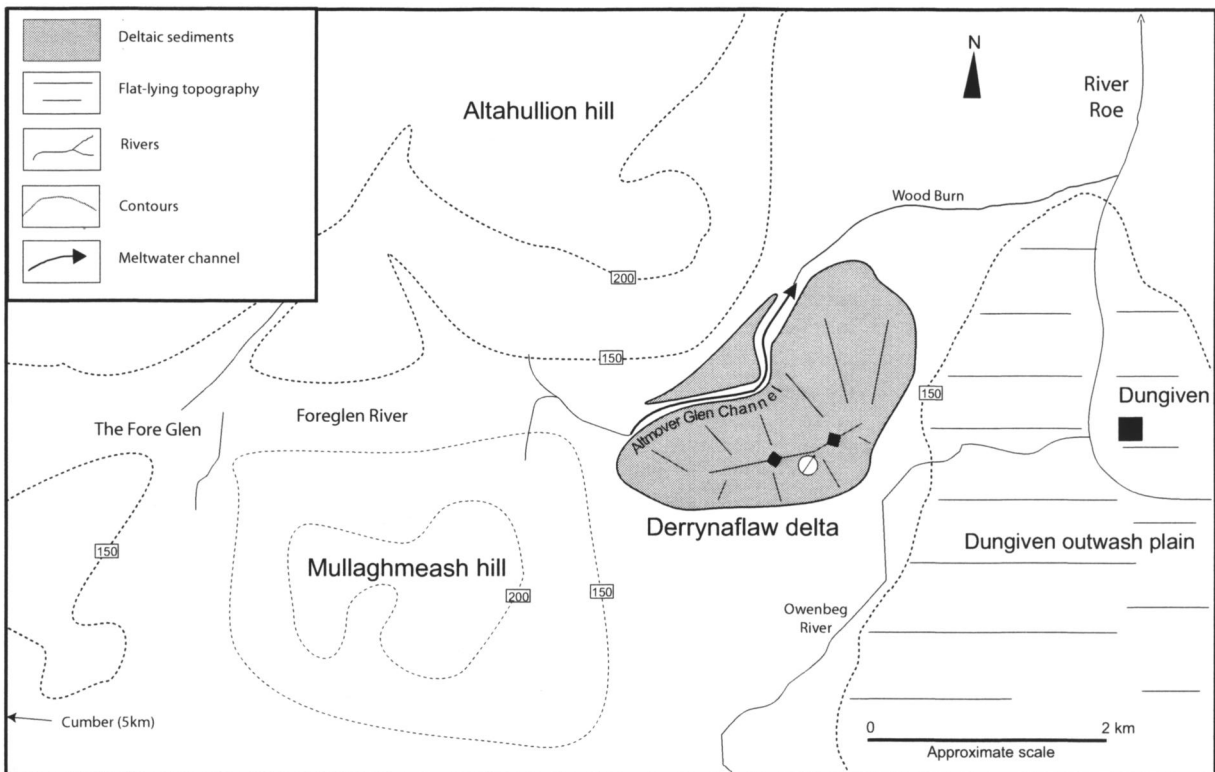 Deltaic sediments
Flat-lying topography
Rivers
Contours
Meltwater channel
N
River
Roe
Altahullion hill
Wood Burn
200
150
150
Dungiven
The Fore Glen
Foreglen River
Altmover Glen Channel
Derrynaflaw delta
Dungiven outwash plain
150
Mullaghmeash hill
200
150
Owenbeg
River
Cumber (5km)
0
2 km
Approximate scale